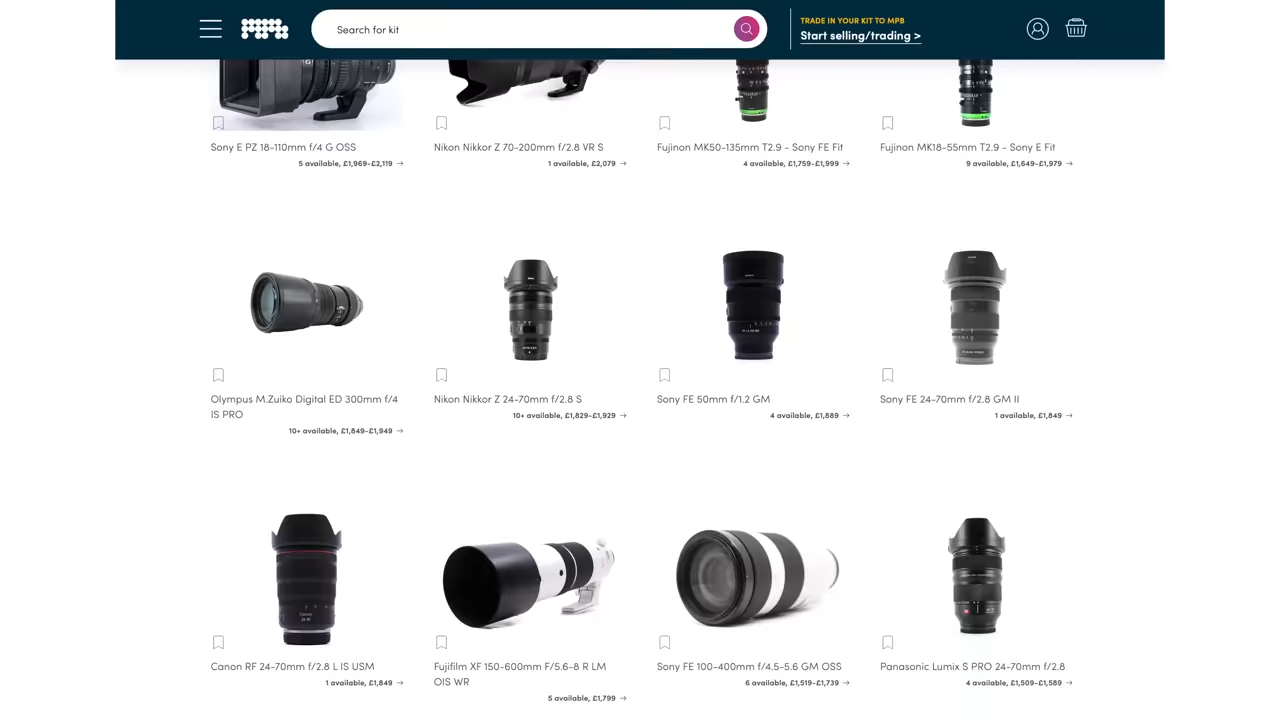 mpb
Search for kit
TRADE IN YOUR KIT TO MPB
Start selling/trading >
Sony E PZ 18-110mm f/4 G OSS
5 available, £1,969-£2,119 →
Nikon Nikkor Z 70-200mm f/2.8 VR S
1 available, £2,079 →
Fujinon MK50-135mm T2.9 - Sony FE Fit
4 available, £1,759-£1,999 →
Fujinon MK18-55mm T2.9 - Sony E Fit
9 available, £1,649-£1,979 →
Olympus M.Zuiko Digital ED 300mm f/4
IS PRO
10+ available, £1,849-£1,949 →
Nikon Nikkor Z 24-70mm f/2.8 S
10+ available, £1,829-£1,929 →
Sony FE 50mm f/1.2 GM
4 available, £1,889 →
Sony FE 24-70mm f/2.8 GM II
1 available, £1,849 →
Canon
Canon RF 24-70mm f/2.8 L IS USM
1 available, £1,849 →
Fujifilm XF 150-600mm F/5.6-8 R LM
OIS WR
5 available, £1,799 →
Sony FE 100-400mm f/4.5-5.6 GM OSS
6 available, £1,519-£1,739 →
Panasonic Lumix S PRO 24-70mm f/2.8
4 available, £1,509-£1,589 →